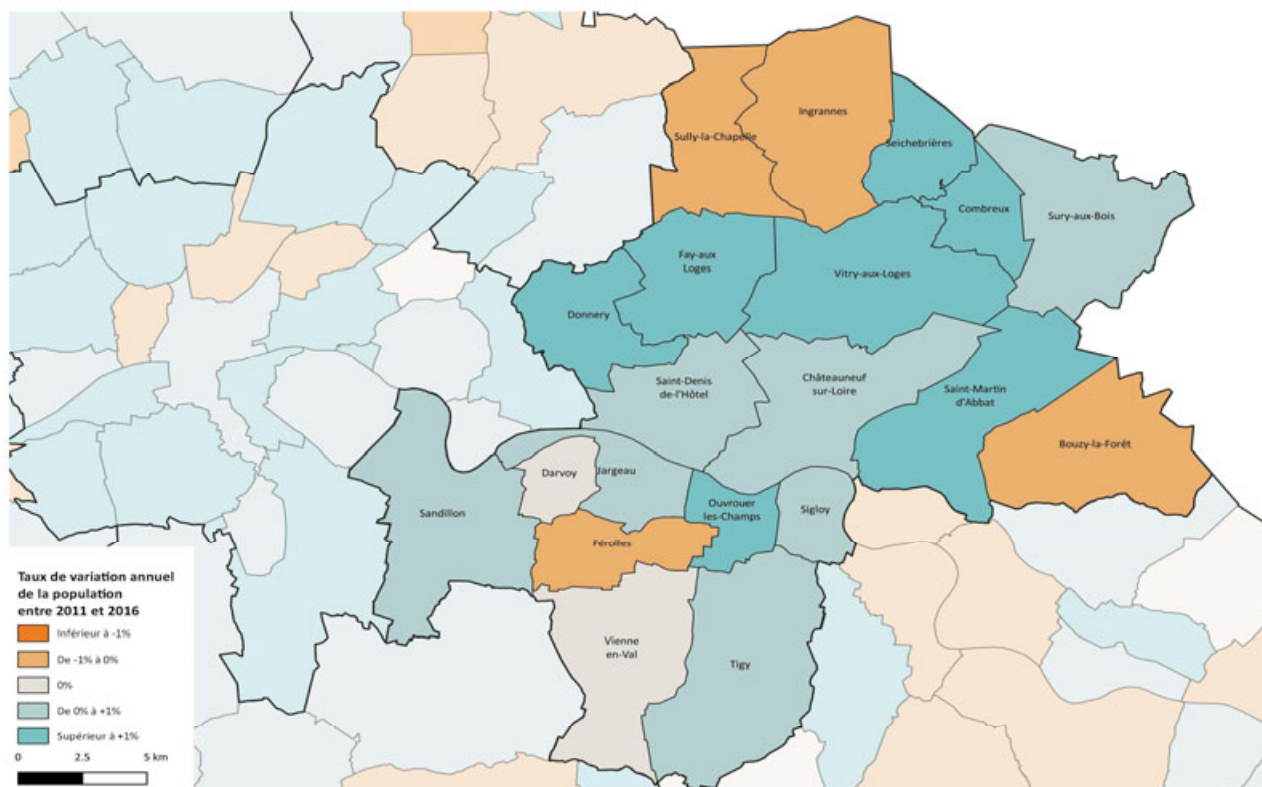 Ingrannes
Sully-la-Chapelle
Seichebrières
Combreux
Sury-aux-Bois
Fay-aux
Loges
Vitry-aux-Loges
Donnery
Saint-Denis
de-l'Hôtel
Châteauneuf
sur-Loire
Saint-Martin
d'Abbat
Bouzy-la-Forêt
Darvoy
Jargeau
Sandillon
Ouvrouer
les-Champs
Sigloy
Férolles
Vienne
en-Val
Tigy
Taux de variation annuel
de la population
entre 2011 et 2016
Inférieur à -1%
De -1% à 0%
0%
De 0% à +1%
Supérieur à +1%
0 2.5 5 km